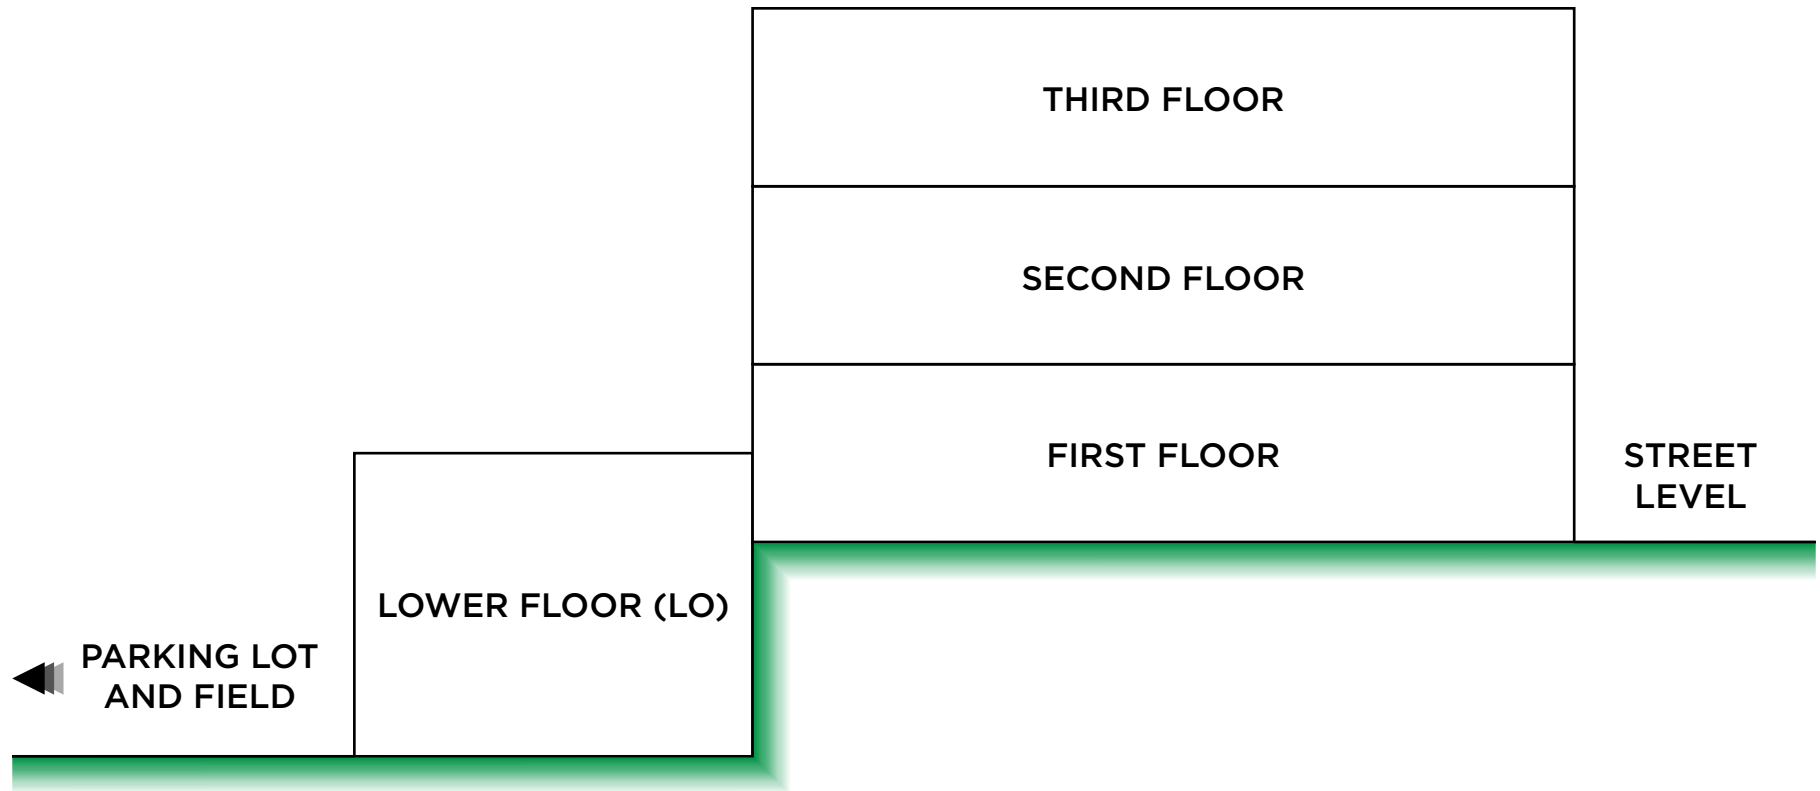 THIRD FLOOR
SECOND FLOOR
FIRST FLOOR
STREET
LEVEL
LOWER FLOOR (LO)
PARKING LOT
AND FIELD